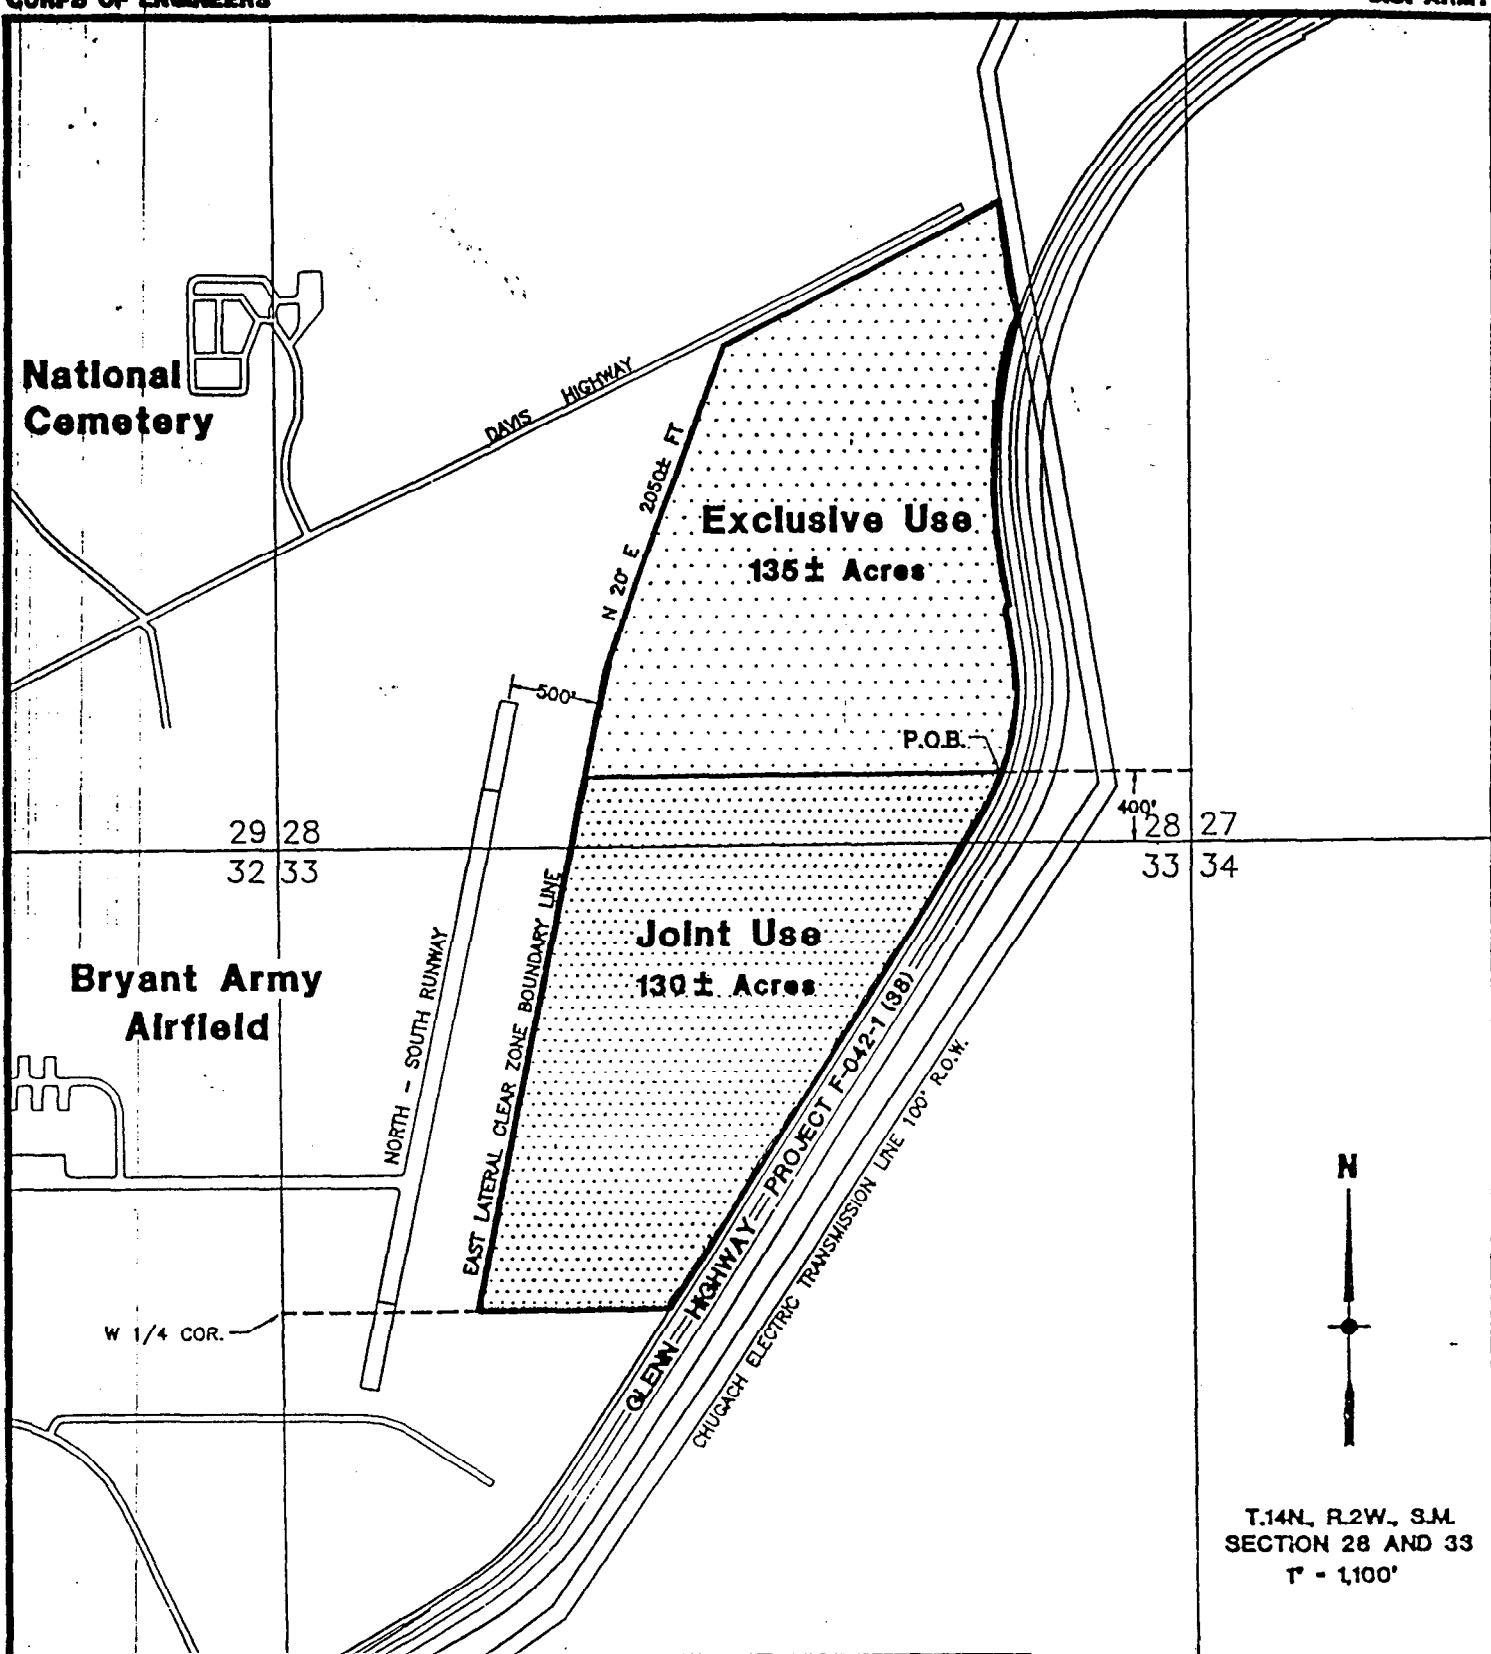 CORPS OF ENGINEERS
National
Cemetery
DAVIS HIGHWAY
N 20° E 2050± FT
Exclusive Use
135± Acres
500'
P.O.B.
400'
29 28
32 33
28 27
33 34
Joint Use
130± Acres
Bryant Army
Airfield
NORTH - SOUTH RUNWAY
EAST LATERAL CLEAR ZONE BOUNDARY LINE
GLENN HIGHWAY PROJECT F-042-1 (38)
CHUGACH ELECTRIC TRANSMISSION LINE 100' R.O.W.
W 1/4 COR.
N
T.14N., R.2W., S.M.
SECTION 28 AND 33
1" - 1,100'